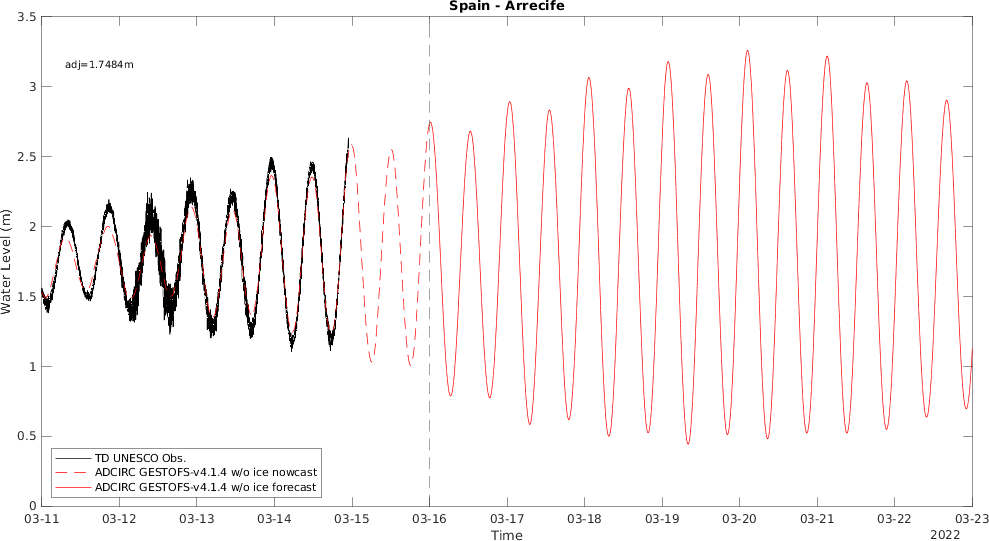 Spain - Arrecife
3.5
3
2.5
2
1.5
1
0.5
0
Water Level (m)
adj=1.7484m
TD UNESCO Obs.
ADCIRC GESTOFS-v4.1.4 w/o ice nowcast
ADCIRC GESTOFS-v4.1.4 w/o ice forecast
03-11 03-12 03-13 03-14 03-15 03-16 03-17 03-18 03-19 03-20 03-21 03-22 03-23
Time
2022